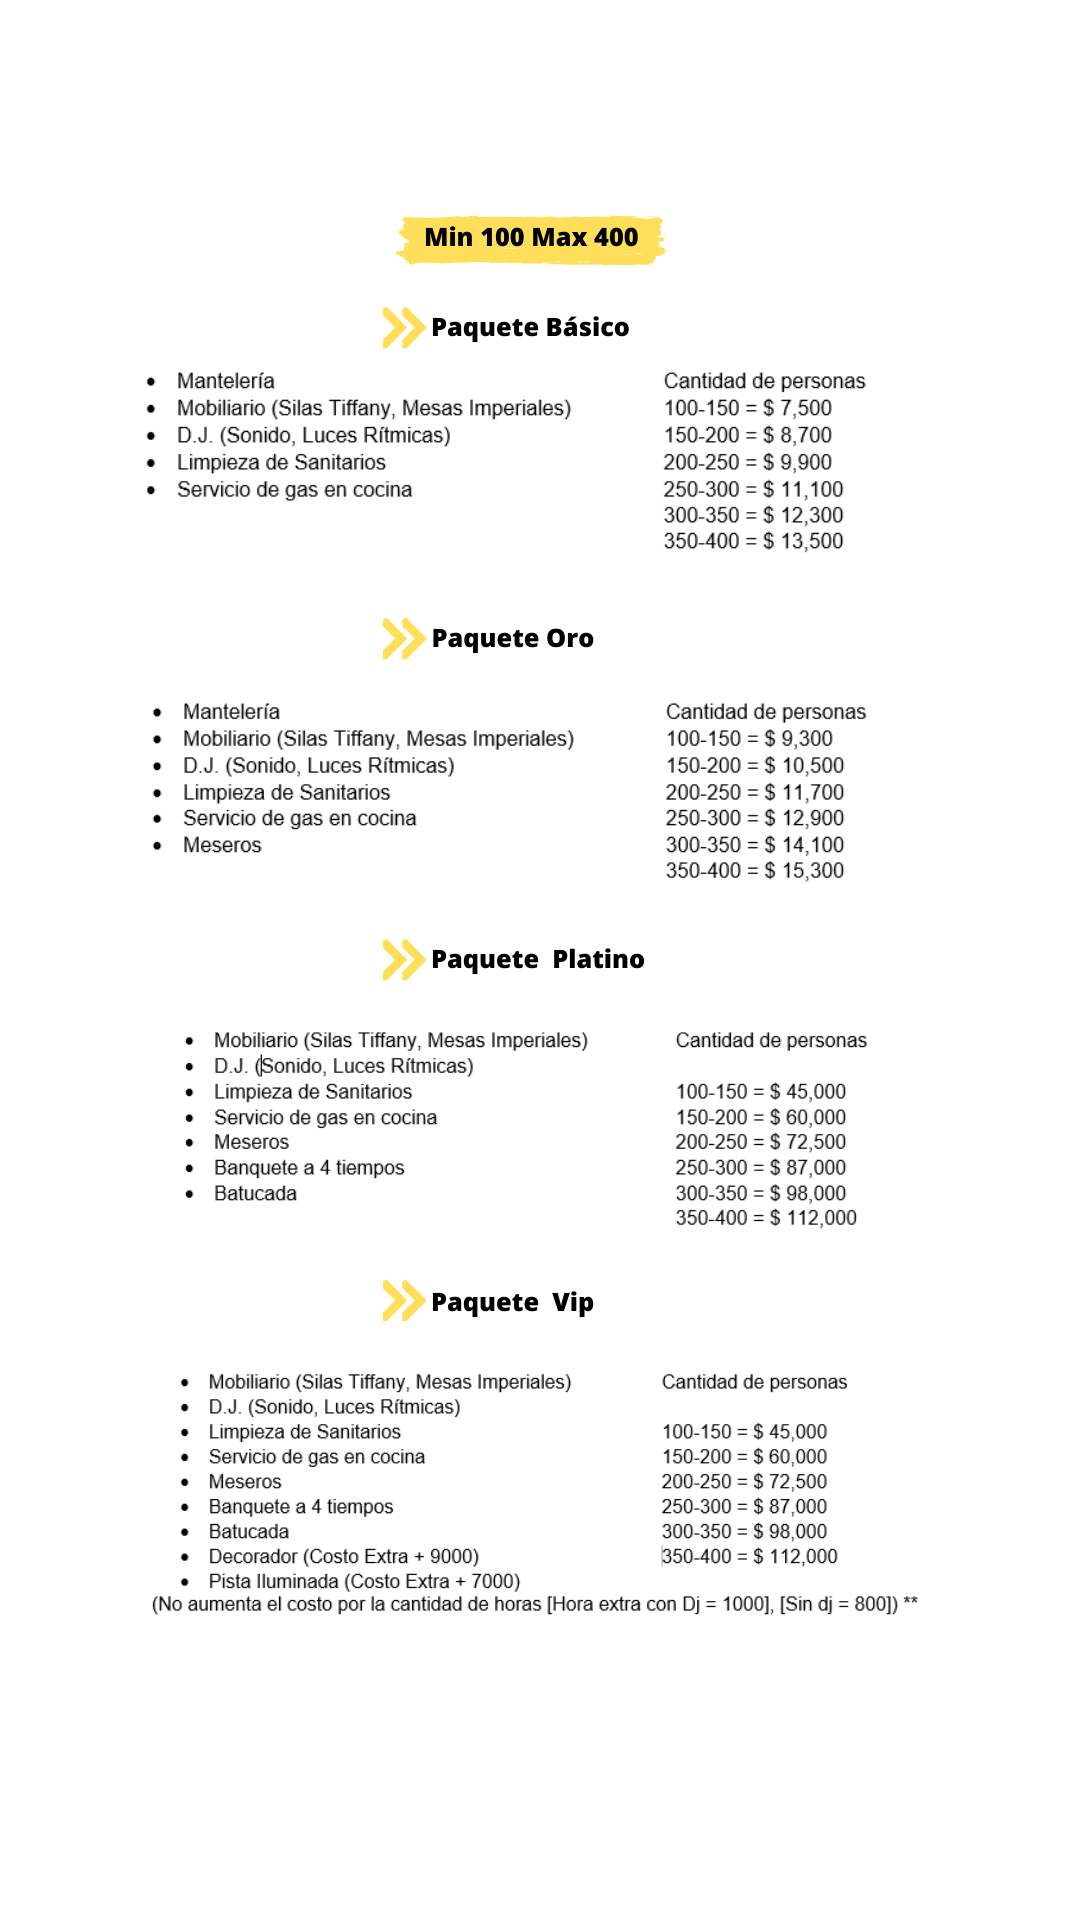 Min 100 Max 400
Paquete Básico
• Mantelería
• Mobiliario (Silas Tiffany, Mesas Imperiales)
• D.J. (Sonido, Luces Rítmicas)
• Limpieza de Sanitarios
• Servicio de gas en cocina
Cantidad de personas
100-150 = $ 7,500
150-200 = $ 8,700
200-250 = $ 9,900
250-300 = $ 11,100
300-350 = $ 12,300
350-400 = $ 13,500
Paquete Oro
• Mantelería
• Mobiliario (Silas Tiffany, Mesas Imperiales)
• D.J. (Sonido, Luces Rítmicas)
• Limpieza de Sanitarios
• Servicio de gas en cocina
• Meseros
Cantidad de personas
100-150 = $ 9,300
150-200 = $ 10,500
200-250 = $ 11,700
250-300 = $ 12,900
300-350 = $ 14,100
350-400 = $ 15,300
Paquete Platino
• Mobiliario (Silas Tiffany, Mesas Imperiales)
• D.J. (Sonido, Luces Rítmicas)
• Limpieza de Sanitarios
• Servicio de gas en cocina
• Meseros
• Banquete a 4 tiempos
• Batucada
Cantidad de personas
100-150 = $ 45,000
150-200 = $ 60,000
200-250 = $ 72,500
250-300 = $ 87,000
300-350 = $ 98,000
350-400 = $ 112,000
Paquete Vip
• Mobiliario (Silas Tiffany, Mesas Imperiales)
• D.J. (Sonido, Luces Rítmicas)
• Limpieza de Sanitarios
• Servicio de gas en cocina
• Meseros
• Banquete a 4 tiempos
• Batucada
• Decorador (Costo Extra + 9000)
• Pista Iluminada (Costo Extra + 7000)
Cantidad de personas
100-150 = $ 45,000
150-200 = $ 60,000
200-250 = $ 72,500
250-300 = $ 87,000
300-350 = $ 98,000
350-400 = $ 112,000
(No aumenta el costo por la cantidad de horas [Hora extra con Dj = 1000], [Sin dj = 800]) **